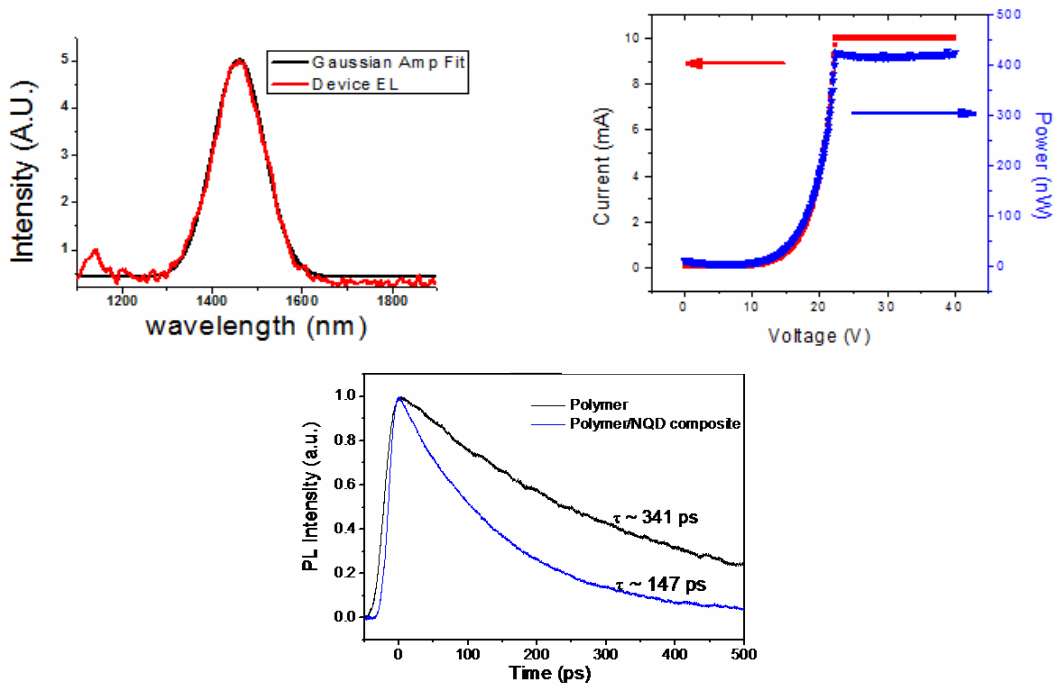 Gaussian Amp Fit
Device EL
5
4
3
2
1
Intensity (A.U.)
1200
1400
1600
1800
wavelength (nm)
10
8
6
4
2
0
Current (mA)
500
400
300
200
100
0
Power (nW)
0
10
20
30
40
Voltage (V)
Polymer
Polymer/NQD composite
1.0
0.8
0.6
0.4
0.2
0.0
PL Intensity (a.u.)
τ ~ 341 ps
τ ~ 147 ps
0
100
200
300
400
500
Time (ps)